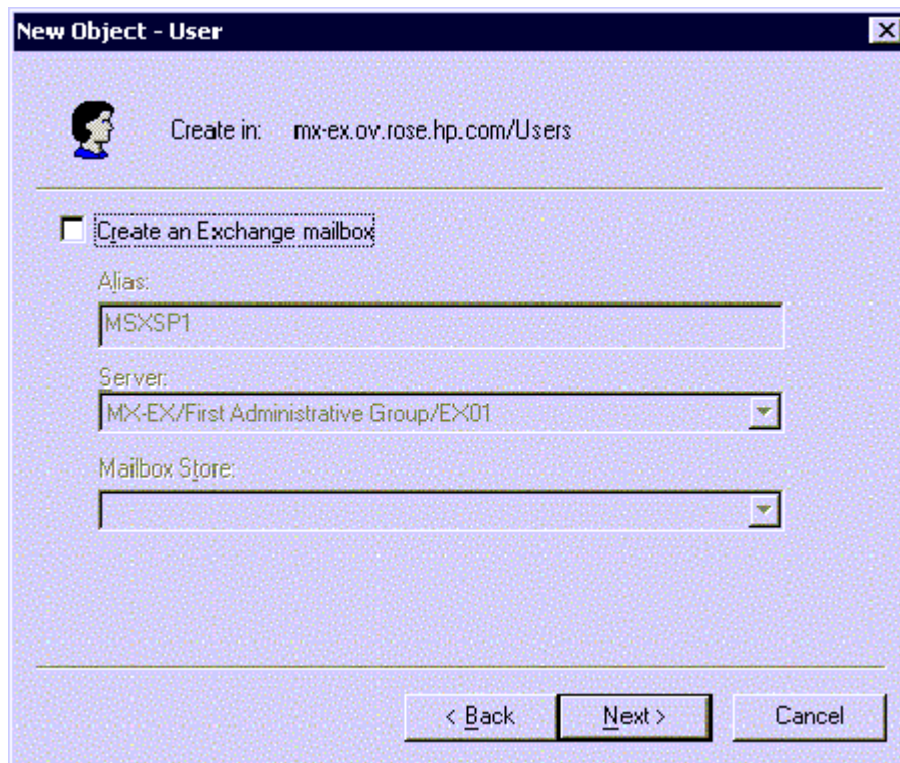 New Object - User
Create in: mx-ex.ov.rose.hp.com/Users
Create an Exchange mailbox
Alias:
MSXSP1
Server:
MX-EX/First Administrative Group/EX01
Mailbox Store:
< Back
Next >
Cancel